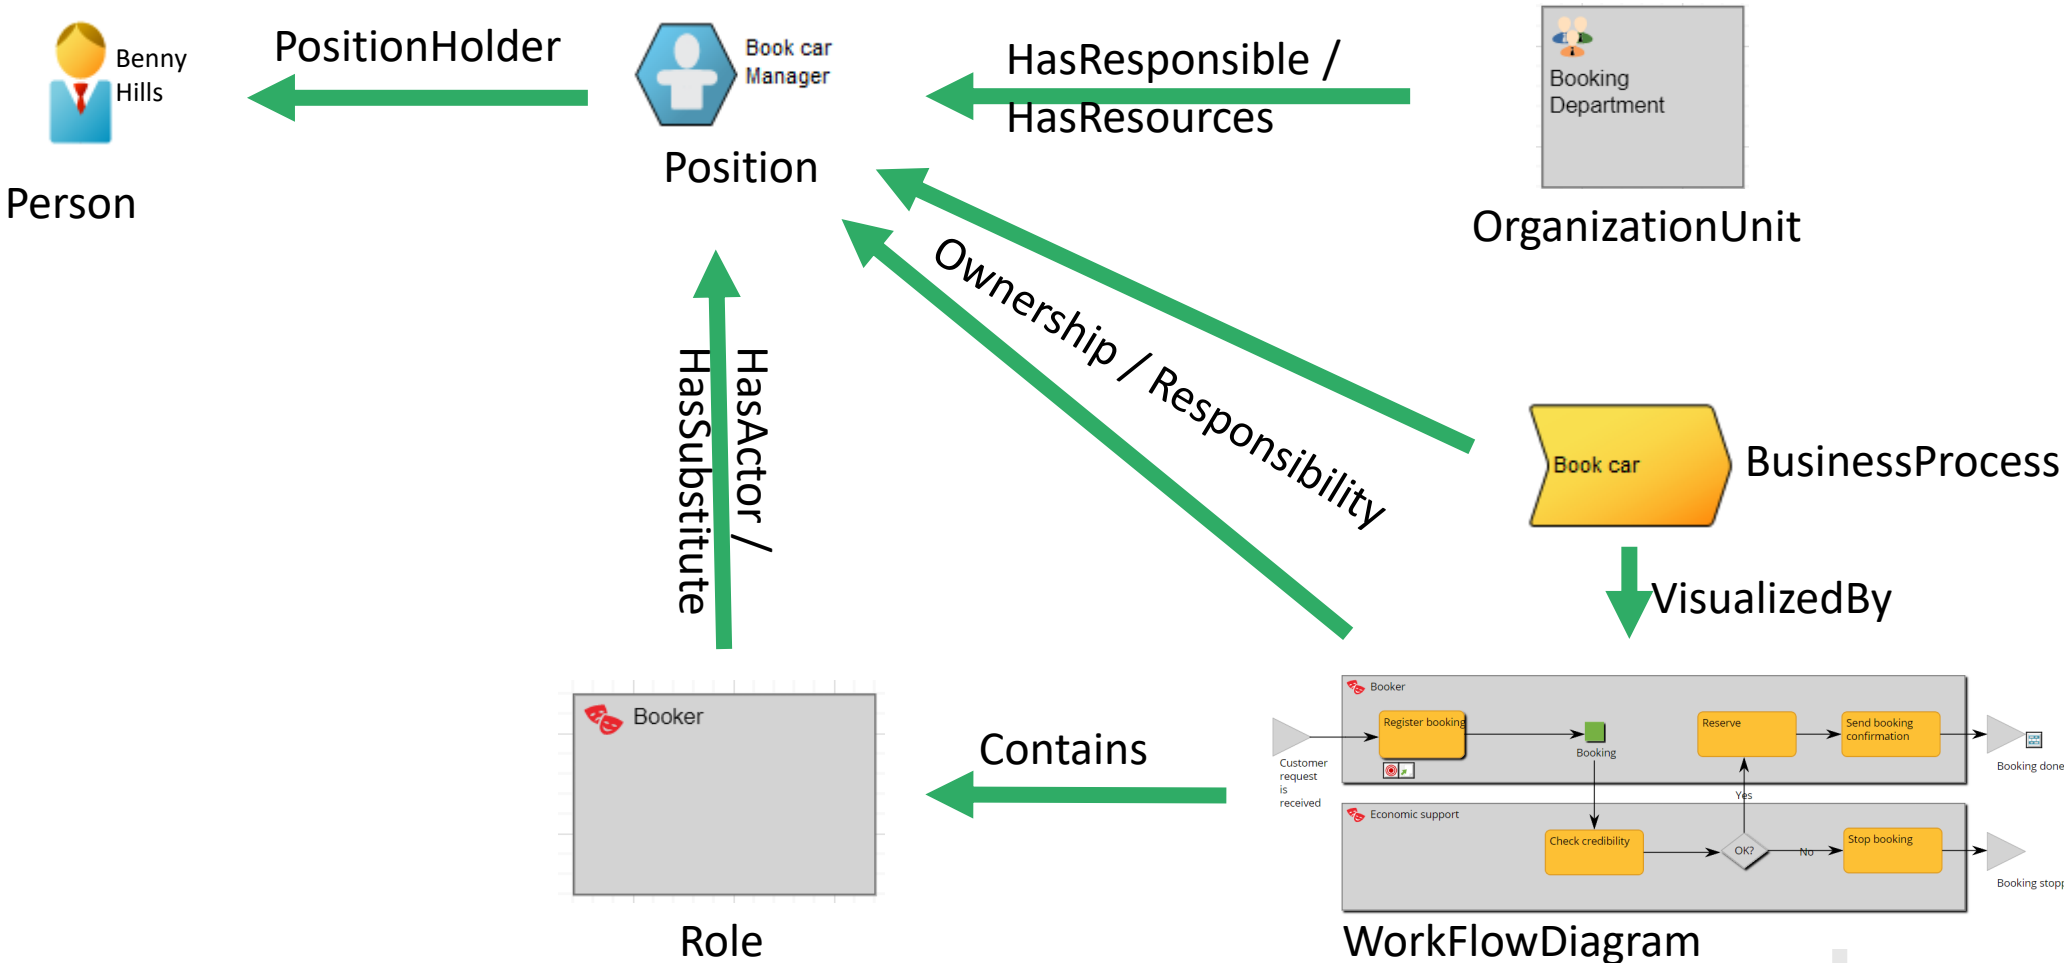 Benny
Hills
Person
PositionHolder
Book car
Manager
Position
HasResponsible /
HasResources
Booking
Department
OrganizationUnit
Ownership / Responsibility
HasActor /
HasSubstitute
Book car
BusinessProcess
VisualizedBy
Booker
Role
Contains
Booker
Register booking
Customer
request
is
received
Booking
Reserve
Send booking
confirmation
Booking done
Yes
Economic support
Check credibility
OK?
No
Stop booking
Booking stopp
WorkFlowDiagram